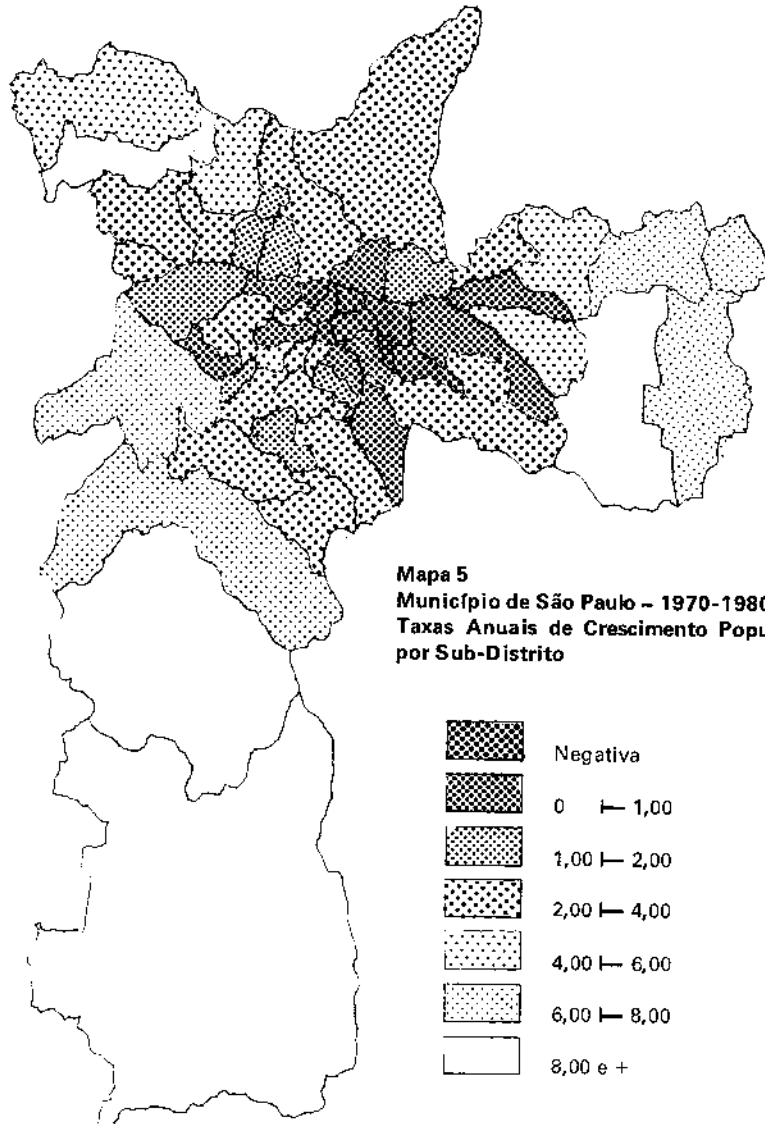 Mapa 5
Município de São Paulo – 1970-1980
Taxas Anuais de Crescimento Popu
por Sub-Distrito
Negativa
0 ⊢ 1,00
1,00 ⊢ 2,00
2,00 ⊢ 4,00
4,00 ⊢ 6,00
6,00 ⊢ 8,00
8,00 e +